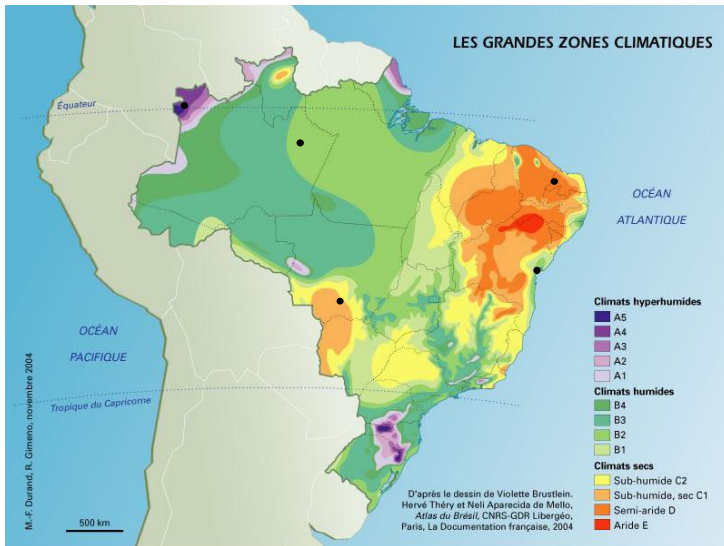 LES GRANDES ZONES CLIMATIQUES
Équateur
OCÉAN
ATLANTIQUE
OCÉAN
PACIFIQUE
Tropique du Capricorne
Climats hyperhumides
A5
A4
A3
A2
A1
Climats humides
B4
B3
B2
B1
Climats secs
Sub-humide C2
Sub-humide, sec C1
Semi-aride D
Aride E
D'après le dessin de Violette Brustlein.
Hervé Théry et Neli Aparecida de Mello,
Atlas du Brésil, CNRS-GDR Libergéo,
Paris, La Documentation française, 2004
500 km
M.-F. Durand, R. Gimeno, novembre 2004